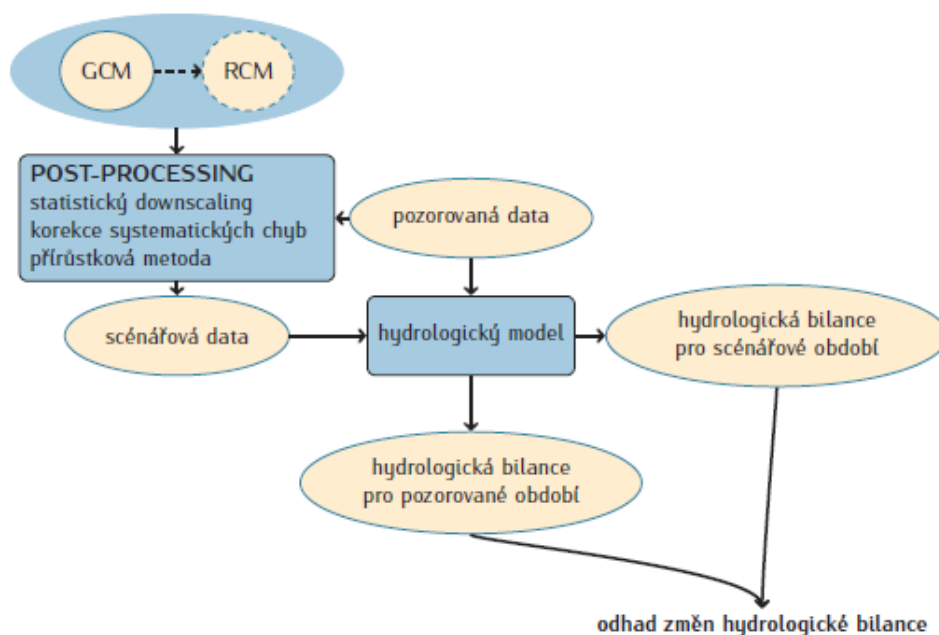 GCM
RCM
POST-PROCESSING
statistický downscaling
korekce systematických chyb
přírůstková metoda
pozorovaná data
scénářová data
hydrologický model
hydrologická bilance
pro scénářové období
hydrologická bilance
pro pozorované období
odhad změn hydrologické bilance